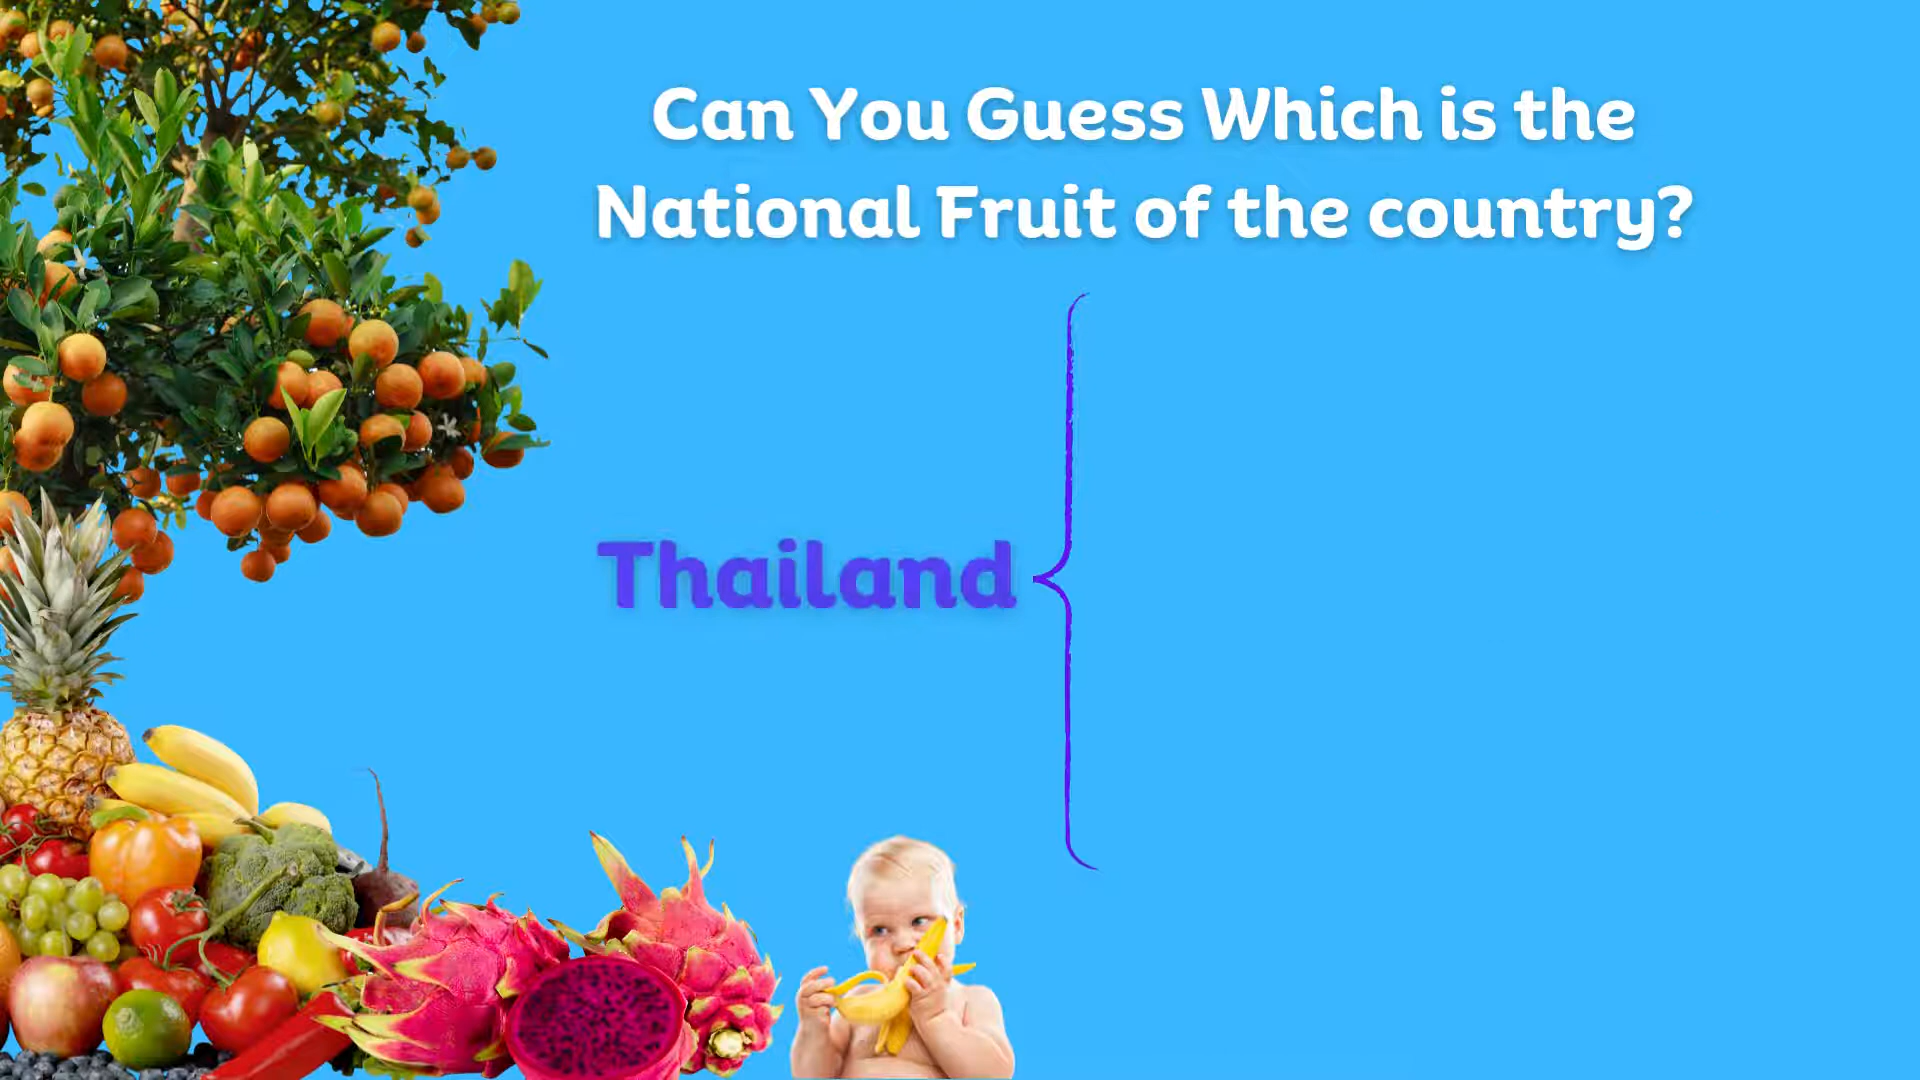 Can You Guess Which is the
National Fruit of the country?
Thailand